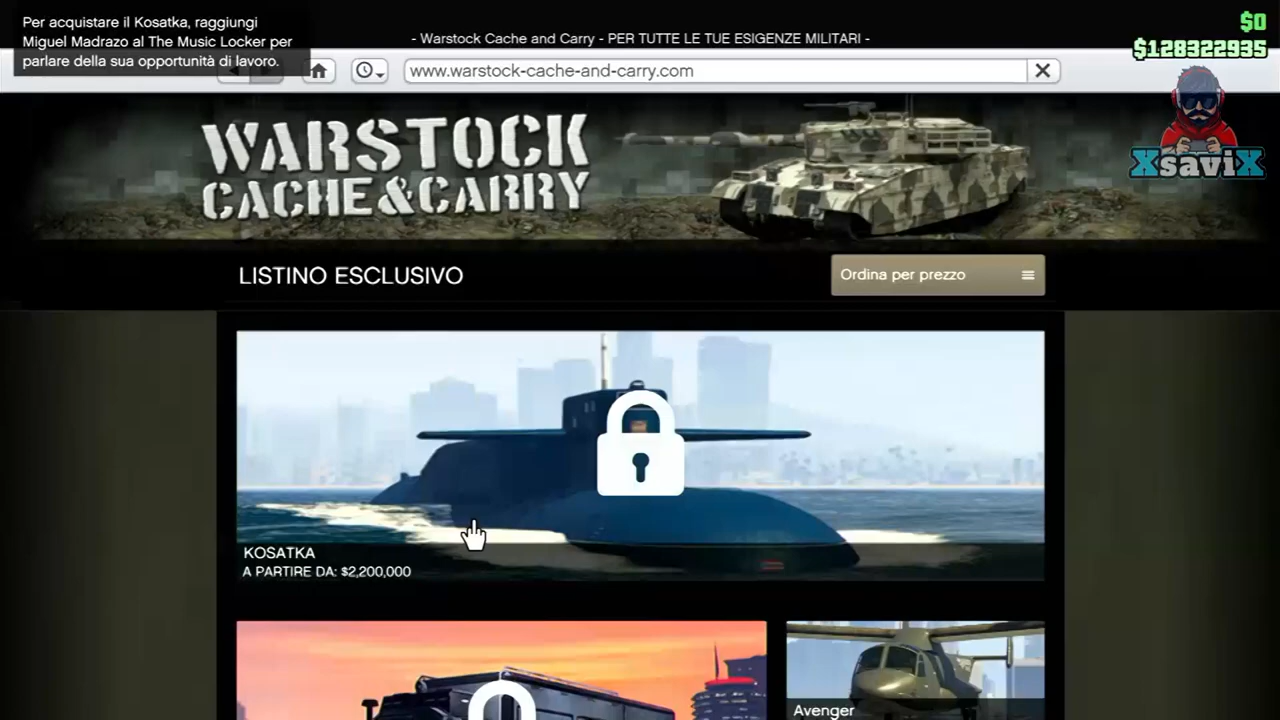 Per acquistare il Kosatka, raggiungi
Miguel Madrazo al The Music Locker per
parlare della sua opportunità di lavoro.
- Warstock Cache and Carry - PER TUTTE LE TUE ESIGENZE MILITARI -
$0
$128322935
www.warstock-cache-and-carry.com
XsaviX
WARSTOCK
CACHE&CARRY
LISTINO ESCLUSIVO
Ordina per prezzo
KOSATKA
A PARTIRE DA: $2,200,000
Avenger